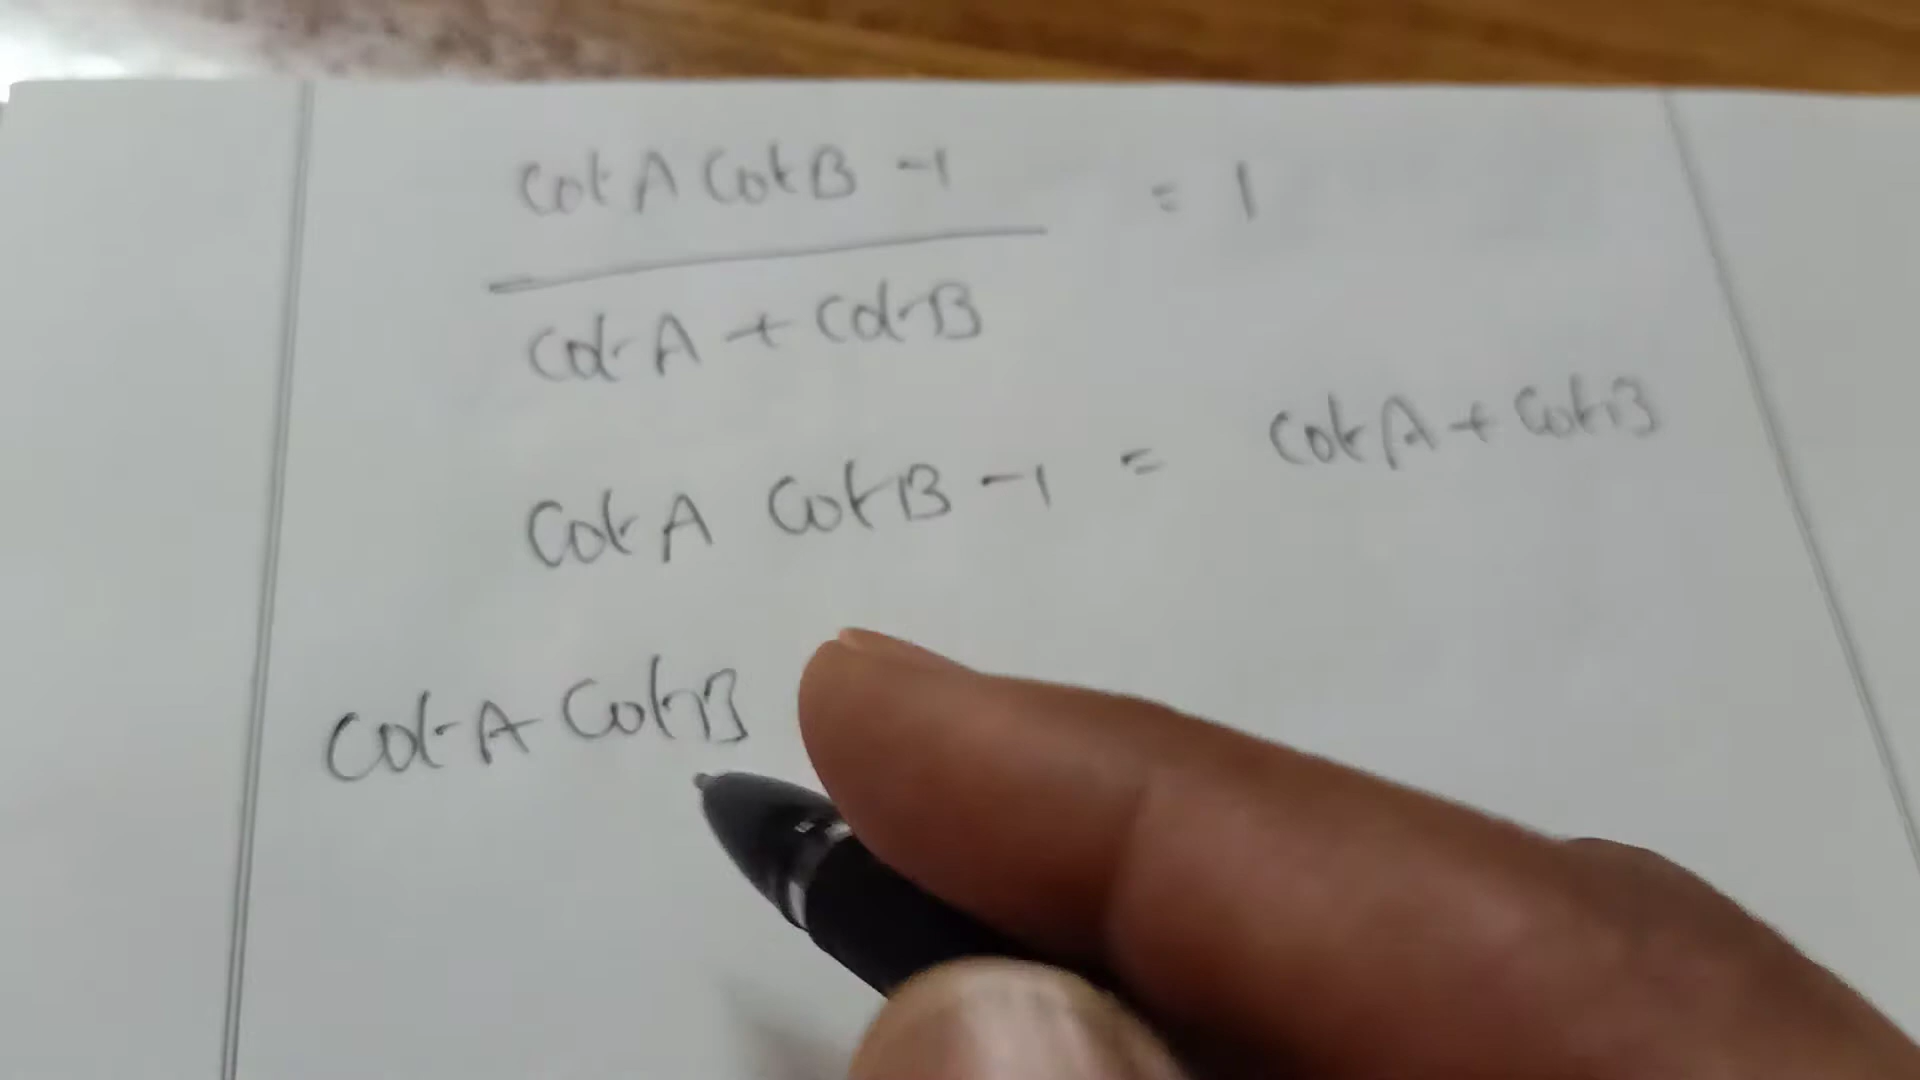 cot A cot B - 1 = 1
cot A + cot B
cot A cot B - 1 = cot A + cot B
cot A cot B